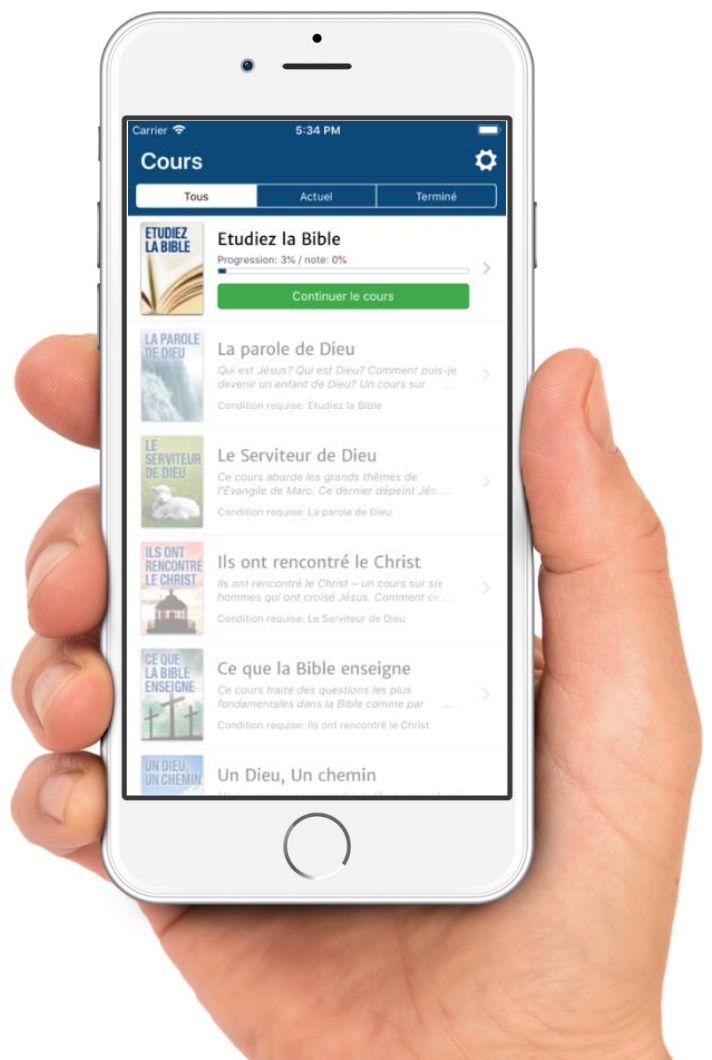 Carrier 5:34 PM
Cours
Tous Actuel Terminé
ETUDIEZ
LA BIBLE
Etudiez la Bible
Progression: 3% / note: 0%
Continuer le cours
LA PAROLE
DE DIEU
La parole de Dieu
Qui est Jésus? Qui est Dieu? Comment puis-je
devenir un enfant de Dieu? Un cours sur ...
Condition requise: Etudiez la Bible
LE
SERVITEUR
DE DIEU
Le Serviteur de Dieu
Ce cours aborde les grands thèmes de
l'Evangile de Marc. Ce dernier dépeint Jés...
Condition requise: La parole de Dieu
ILS ONT
RENCONTRÉ
LE CHRIST
Ils ont rencontré le Christ
Ils ont rencontré le Christ – un cours sur six
hommes qui ont croisé Jésus. Comment ce...
Condition requise: Le Serviteur de Dieu
CE QUE
LA BIBLE
ENSEIGNE
Ce que la Bible enseigne
Ce cours traite des questions les plus
fondamentales dans la Bible comme par ...
Condition requise: Ils ont rencontré le Christ
UN DIEU,
UN CHEMIN
Un Dieu, Un chemin